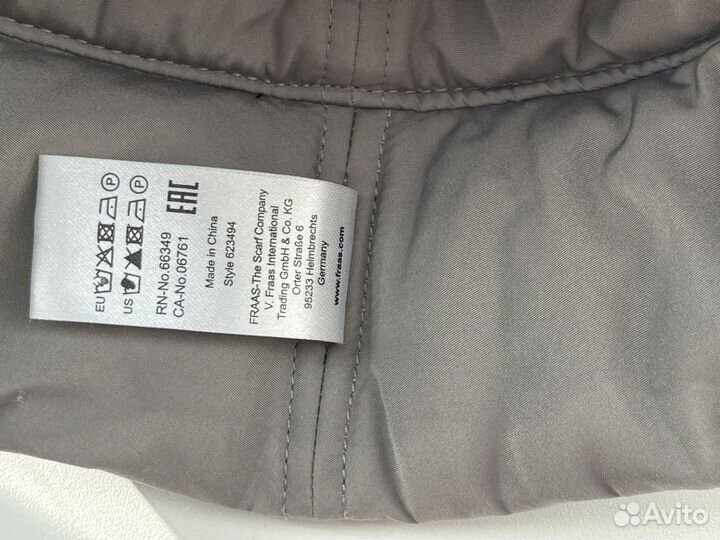 EU
US
P
P
RN-No.66349
CA-No.06761
EAC
Made in China
Style 623494
FRAAS-The Scarf Company
V. Fraas International
Trading GmbH & Co. KG
Orter Straße 6
95233 Helmbrechts
Germany
www.fraas.com
Avito